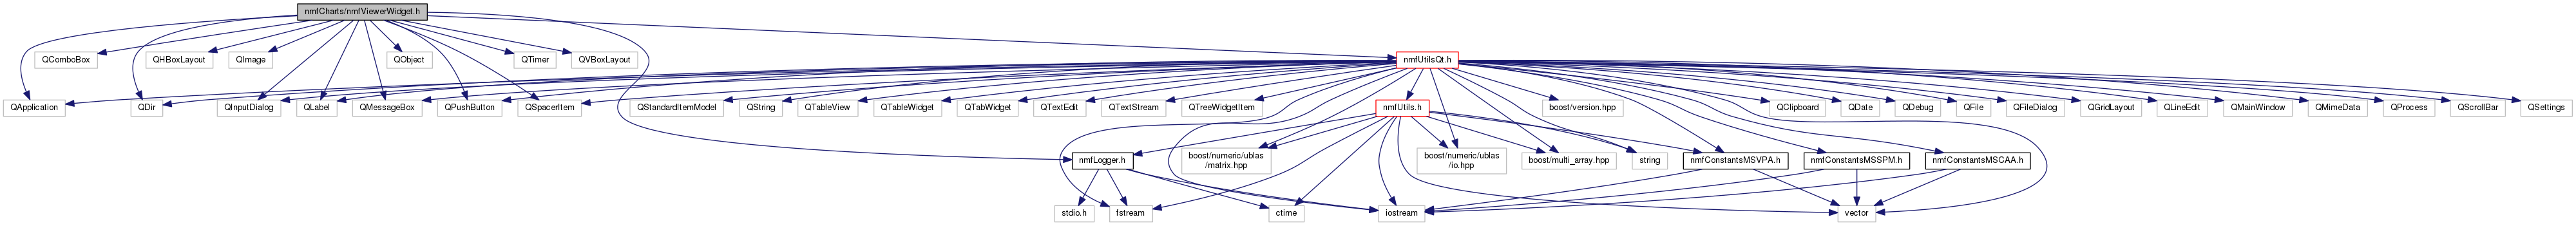 nmfCharts/nmfViewerWidget.h
QComboBox
QHBoxLayout
QImage
QObject
QTimer
QVBoxLayout
nmfUtilsQt.h
QApplication
QDir
QInputDialog
QLabel
QMessageBox
QPushButton
QSpacerItem
QStandardItemModel
QString
QTableView
QTableWidget
QTabWidget
QTextEdit
QTextStream
QTreeWidgetItem
nmfUtils.h
boost/version.hpp
QClipboard
QDate
QDebug
QFile
QFileDialog
QGridLayout
QLineEdit
QMainWindow
QMimeData
QProcess
QScrollBar
QSettings
nmfLogger.h
boost/numeric/ublas
/matrix.hpp
boost/numeric/ublas
/io.hpp
boost/multi_array.hpp
string
nmfConstantsMSVPA.h
nmfConstantsMSSPM.h
nmfConstantsMSCAA.h
stdio.h
fstream
ctime
iostream
vector